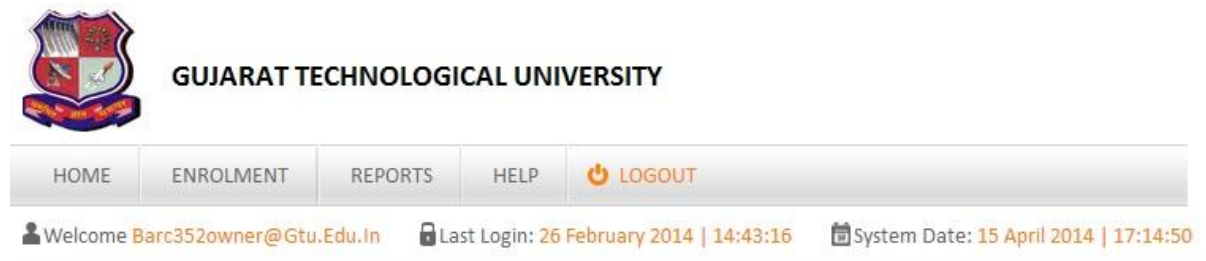 GUJARAT TECHNOLOGICAL UNIVERSITY
HOME ENROLMENT REPORTS HELP LOGOUT
Welcome Barc352owner@Gtu.Edu.In Last Login: 26 February 2014 | 14:43:16 System Date: 15 April 2014 | 17:14:50